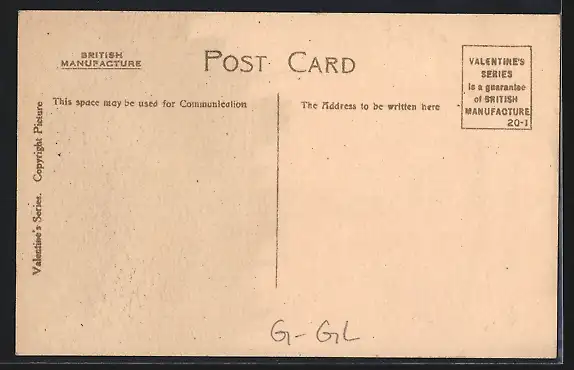 BRITISH
MANUFACTURE
POST CARD
VALENTINE'S
SERIES
is a guarantee
of BRITISH
MANUFACTURE
20-1
This space may be used for Communication
The Address to be written here
Valentine's Series. Copyright Picture
G-GL